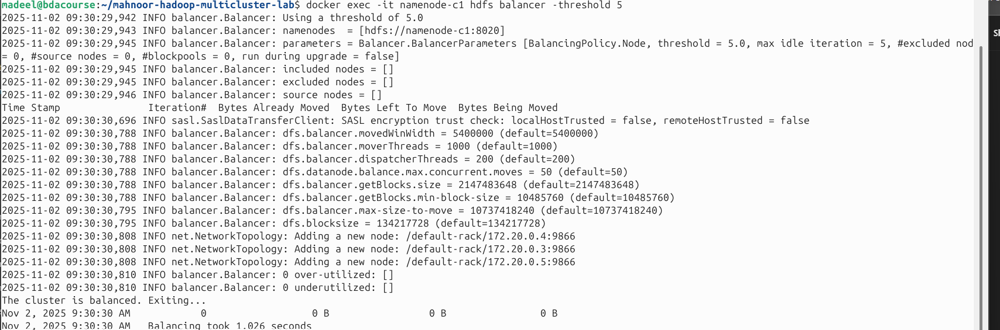 madeel@bdacourse:~/mahnoor-hadoop-multicluster-lab$ docker exec -it namenode-c1 hdfs balancer -threshold 5
2025-11-02 09:30:29,942 INFO balancer.Balancer: Using a threshold of 5.0
2025-11-02 09:30:29,943 INFO balancer.Balancer: namenodes  = [hdfs://namenode-c1:8020]
2025-11-02 09:30:29,945 INFO balancer.Balancer: parameters = Balancer.BalancerParameters [BalancingPolicy.Node, threshold = 5.0, max idle iteration = 5, #excluded nod
= 0, #source nodes = 0, #blockpools = 0, run during upgrade = false]
2025-11-02 09:30:29,945 INFO balancer.Balancer: included nodes = []
2025-11-02 09:30:29,945 INFO balancer.Balancer: excluded nodes = []
2025-11-02 09:30:29,946 INFO balancer.Balancer: source nodes = []
Time Stamp               Iteration#  Bytes Already Moved  Bytes Left To Move  Bytes Being Moved
2025-11-02 09:30:30,696 INFO sasl.SaslDataTransferClient: SASL encryption trust check: localHostTrusted = false, remoteHostTrusted = false
2025-11-02 09:30:30,788 INFO balancer.Balancer: dfs.balancer.movedWinWidth = 5400000 (default=5400000)
2025-11-02 09:30:30,788 INFO balancer.Balancer: dfs.balancer.moverThreads = 1000 (default=1000)
2025-11-02 09:30:30,788 INFO balancer.Balancer: dfs.balancer.dispatcherThreads = 200 (default=200)
2025-11-02 09:30:30,788 INFO balancer.Balancer: dfs.datanode.balance.max.concurrent.moves = 50 (default=50)
2025-11-02 09:30:30,788 INFO balancer.Balancer: dfs.balancer.getBlocks.size = 2147483648 (default=2147483648)
2025-11-02 09:30:30,788 INFO balancer.Balancer: dfs.balancer.getBlocks.min-block-size = 10485760 (default=10485760)
2025-11-02 09:30:30,795 INFO balancer.Balancer: dfs.balancer.max-size-to-move = 10737418240 (default=10737418240)
2025-11-02 09:30:30,795 INFO balancer.Balancer: dfs.blocksize = 134217728 (default=134217728)
2025-11-02 09:30:30,808 INFO net.NetworkTopology: Adding a new node: /default-rack/172.20.0.4:9866
2025-11-02 09:30:30,808 INFO net.NetworkTopology: Adding a new node: /default-rack/172.20.0.3:9866
2025-11-02 09:30:30,808 INFO net.NetworkTopology: Adding a new node: /default-rack/172.20.0.5:9866
2025-11-02 09:30:30,810 INFO balancer.Balancer: 0 over-utilized: []
2025-11-02 09:30:30,810 INFO balancer.Balancer: 0 underutilized: []
The cluster is balanced. Exiting...
Nov 2, 2025 9:30:30 AM            0                  0 B                 0 B                0 B
Nov 2, 2025 9:30:30 AM   Balancing took 1.026 seconds